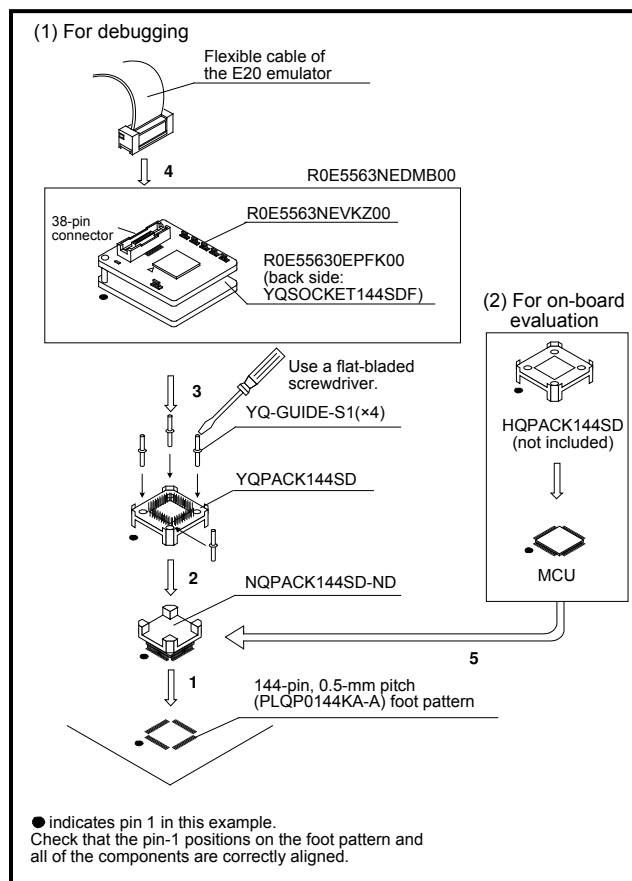 (1) For debugging
Flexible cable of
the E20 emulator
4
R0E5563NEDMB00
38-pin
connector
R0E5563NEVKZ00
R0E55630EPFK00
(back side:
YQSOCKET144SDF)
(2) For on-board
evaluation
HQPACK144SD
(not included)
MCU
3
Use a flat-bladed
screwdriver.
YQ-GUIDE-S1(×4)
YQPACK144SD
2
NQPACK144SD-ND
5
1
144-pin, 0.5-mm pitch
(PLQP0144KA-A) foot pattern
indicates pin 1 in this example.
Check that the pin-1 positions on the foot pattern and
all of the components are correctly aligned.